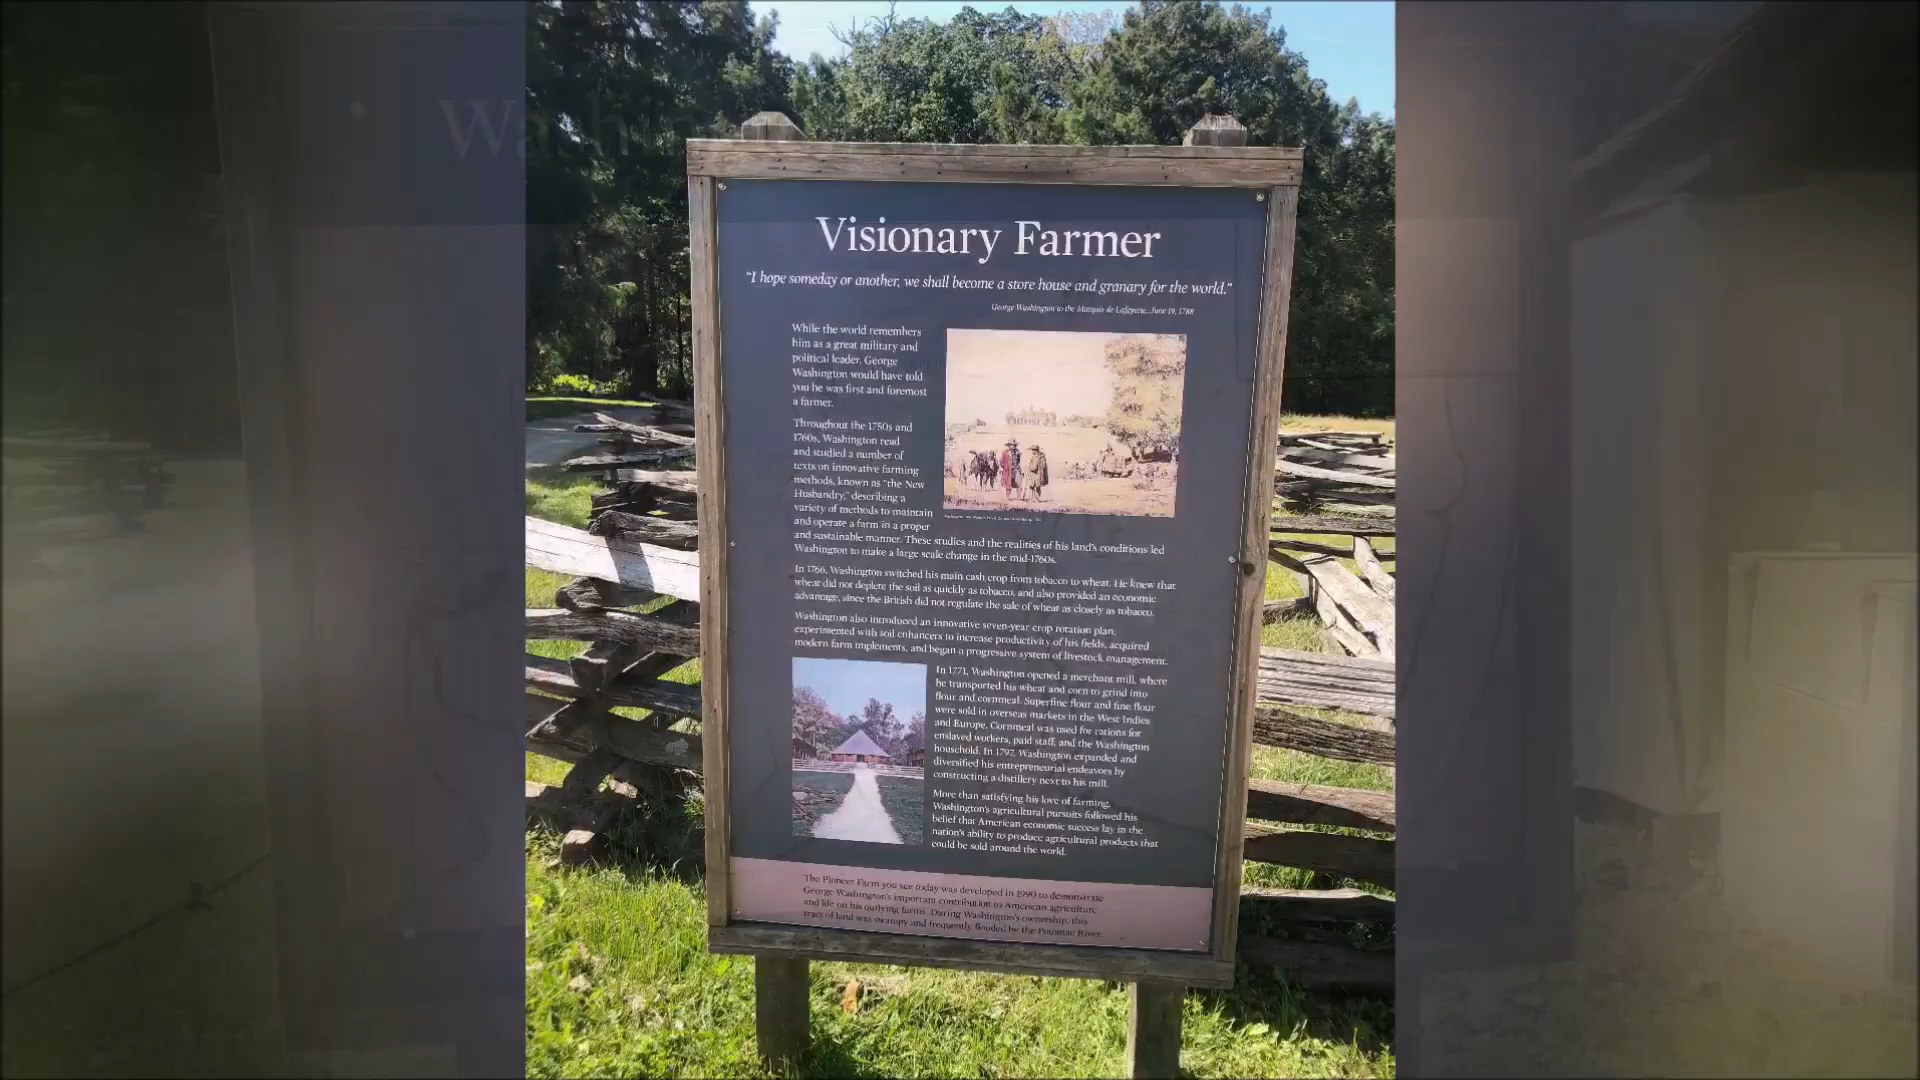 Wa
Visionary Farmer
"I hope someday or another, we shall become a store house and granary for the world."
George Washington to the Marquis de Lafayette, June 19, 1788
While the world remembers
him as a great military and
political leader, George
Washington would have told
you he was first and foremost
a farmer.
Throughout the 1750s and
1760s, Washington read
and studied a number of
texts on innovative farming
methods, known as "the New
Husbandry," describing a
variety of methods to maintain
and operate a farm in a proper
and sustainable manner. These studies and the realities of his land's conditions led
Washington to make a large scale change in the mid-1760s.
In 1766, Washington switched his main cash crop from tobacco to wheat. He knew that
wheat did not deplete the soil as quickly as tobacco, and also provided an economic
advantage, since the British did not regulate the sale of wheat as closely as tobacco.
Washington also introduced an innovative seven-year crop rotation plan,
experimented with soil enhancers to increase productivity of his fields, acquired
modern farm implements, and began a progressive system of livestock management.
In 1771, Washington opened a merchant mill, where
he transported his wheat and corn to grind into
flour and cornmeal. Superfine flour and fine flour
were sold in overseas markets in the West Indies
and Europe. Cornmeal was used for rations for
enslaved workers, paid staff, and the Washington
household. In 1797, Washington expanded and
diversified his entrepreneurial endeavors by
constructing a distillery next to his mill.
More than satisfying his love of farming,
Washington's agricultural pursuits followed his
belief that American economic success lay in the
nation's ability to produce agricultural products that
could be sold around the world.
The Pioneer Farm you see today was developed in 1990 to demonstrate
George Washington's important contribution to American agriculture
and life on his outlying farms. During Washington's ownership, this
tract of land was swampy and frequently flooded by the Potomac River.